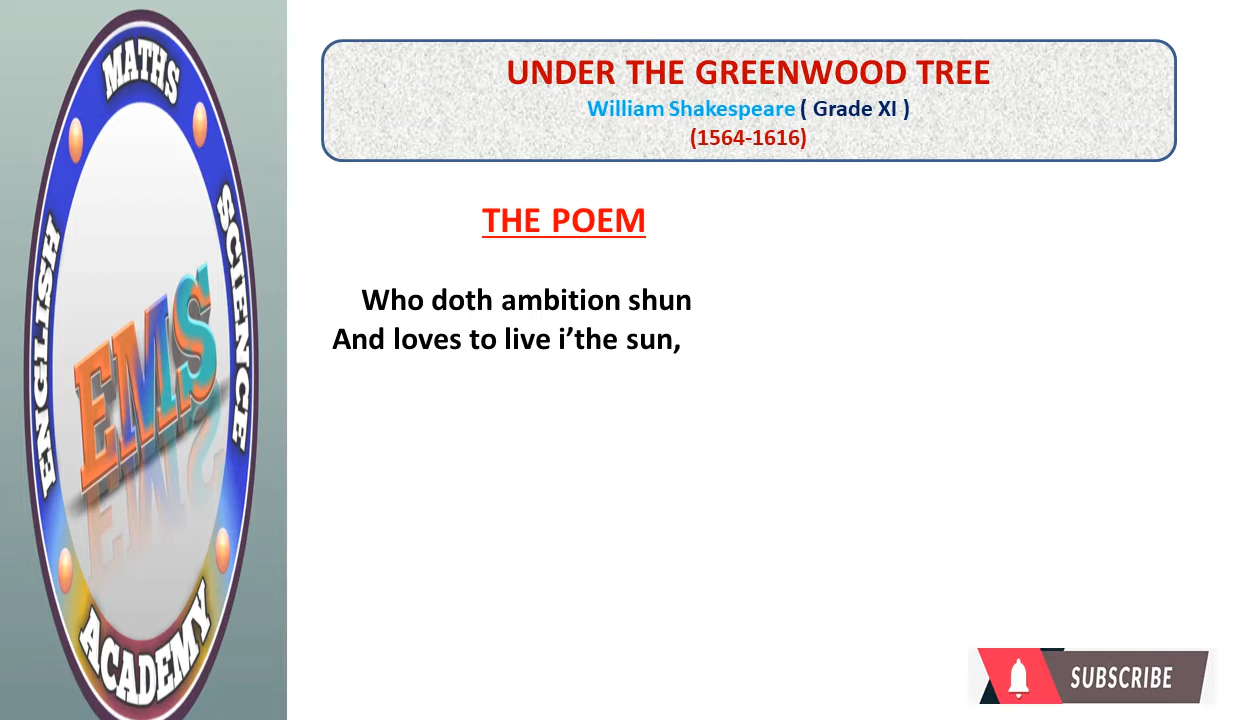 MATHS
ENGLISH
SCIENCE
EMS
ACADEMY
UNDER THE GREENWOOD TREE
William Shakespeare ( Grade XI )
(1564-1616)
THE POEM
Who doth ambition shun
And loves to live i’the sun,
SUBSCRIBE